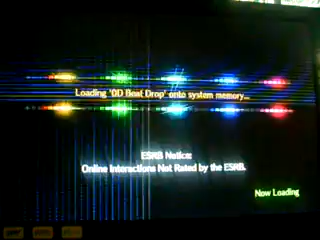 Loading 'DD Beat Drop' onto system memory...
ESRB Notice:
Online Interactions Not Rated by the ESRB.
Now Loading